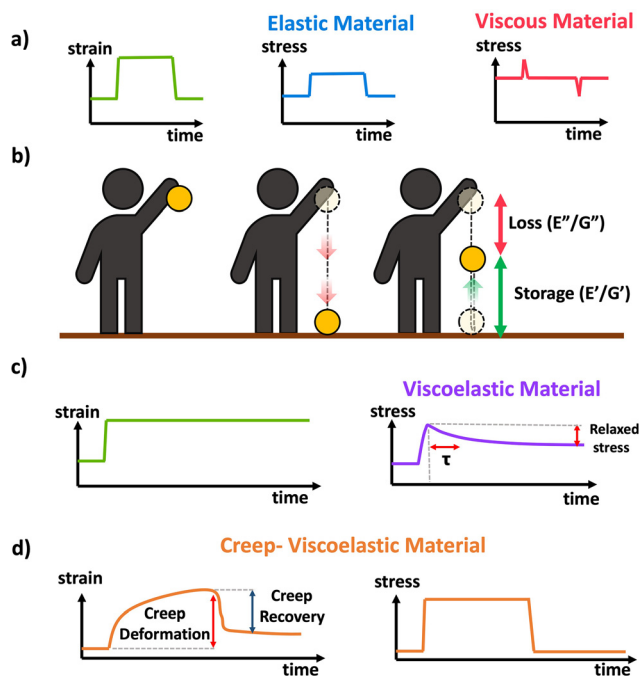 a)
Elastic Material
Viscous Material
strain
stress
stress
time
time
time
b)
Loss (E″/G″)
Storage (E'/G')
c)
Viscoelastic Material
strain
stress
Relaxed
stress
τ
time
time
d)
Creep- Viscoelastic Material
strain
stress
Creep
Deformation
Creep
Recovery
time
time